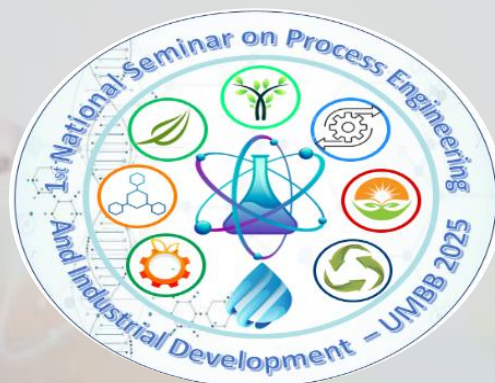 1st National Seminar on Process Engineering
And Industrial Development – UMBB 2025